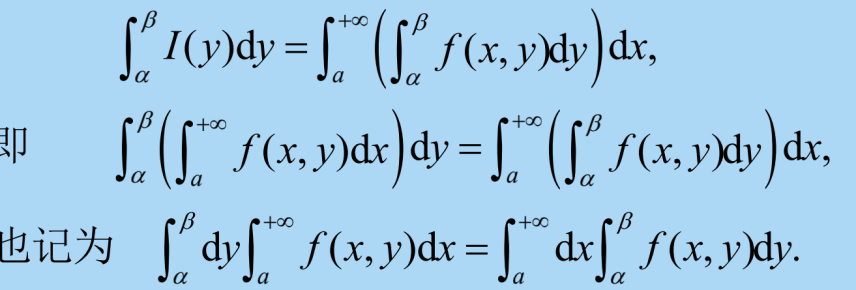 ∫_α^β I(y)dy = ∫_a^{+∞} (∫_α^β f(x, y)dy) dx,
即 ∫_α^β (∫_a^{+∞} f(x, y)dx) dy = ∫_a^{+∞} (∫_α^β f(x, y)dy) dx,
也记为 ∫_α^β dy ∫_a^{+∞} f(x, y)dx = ∫_a^{+∞} dx ∫_α^β f(x, y)dy.